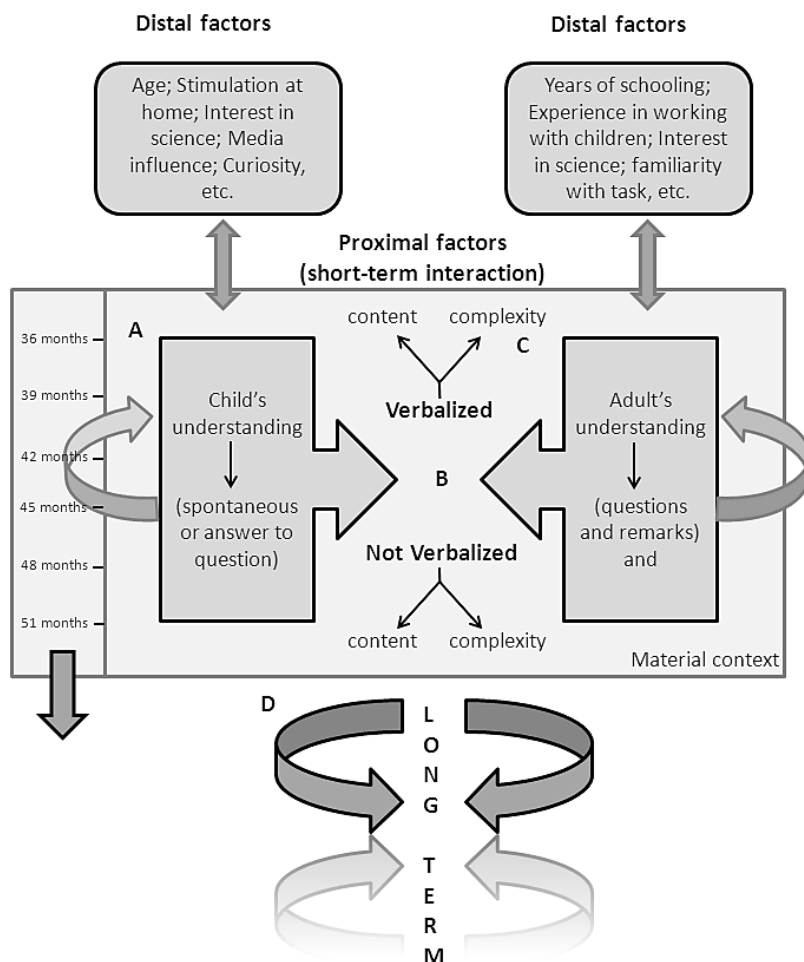 Distal factors
Distal factors
Age; Stimulation at
home; Interest in
science; Media
influence; Curiosity,
etc.
Years of schooling;
Experience in working
with children; Interest
in science; familiarity
with task, etc.
Proximal factors
(short-term interaction)
36 months
39 months
42 months
45 months
48 months
51 months
A
Child's
understanding
(spontaneous
or answer to
question)
content
complexity
Verbalized
B
Not Verbalized
content
complexity
C
Adult's
understanding
(questions
and remarks)
and
Material context
D
L
O
N
G
T
E
R
M